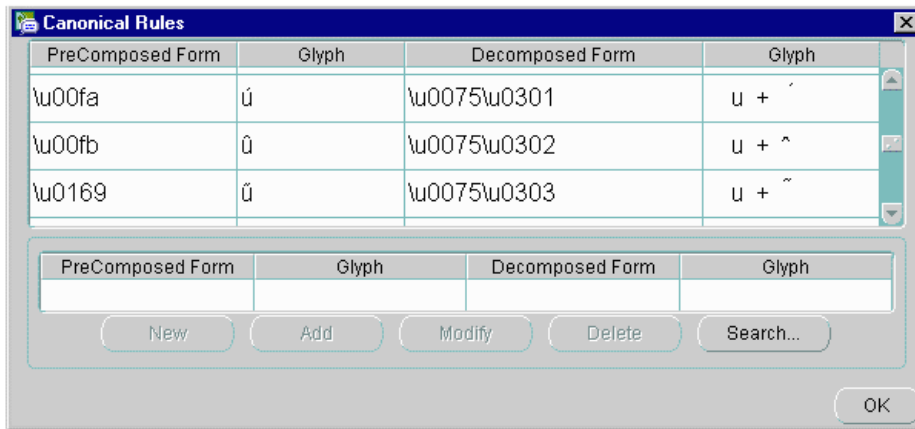 Canonical Rules
PreComposed Form Glyph Decomposed Form Glyph
\u00fa ú \u0075\u0301 u + ´
\u00fb û \u0075\u0302 u + ^
\u0169 ũ \u0075\u0303 u + ˜
PreComposed Form Glyph Decomposed Form Glyph
New Add Modify Delete Search...
OK